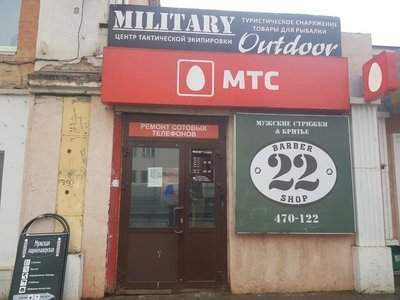 MILITARY
ТУРИСТИЧЕСКОЕ СНАРЯЖЕНИЕ
ТОВАРЫ ДЛЯ РЫБАЛКИ
ЦЕНТР ТАКТИЧЕСКОЙ ЭКИПИРОВКИ
Outdoor
МТС
РЕМОНТ СОТОВЫХ
ТЕЛЕФОНОВ
МУЖСКИЕ СТРИЖКИ
& БРИТЬЕ
BARBER
22
SHOP
470-122
Мужская
парикмахерская